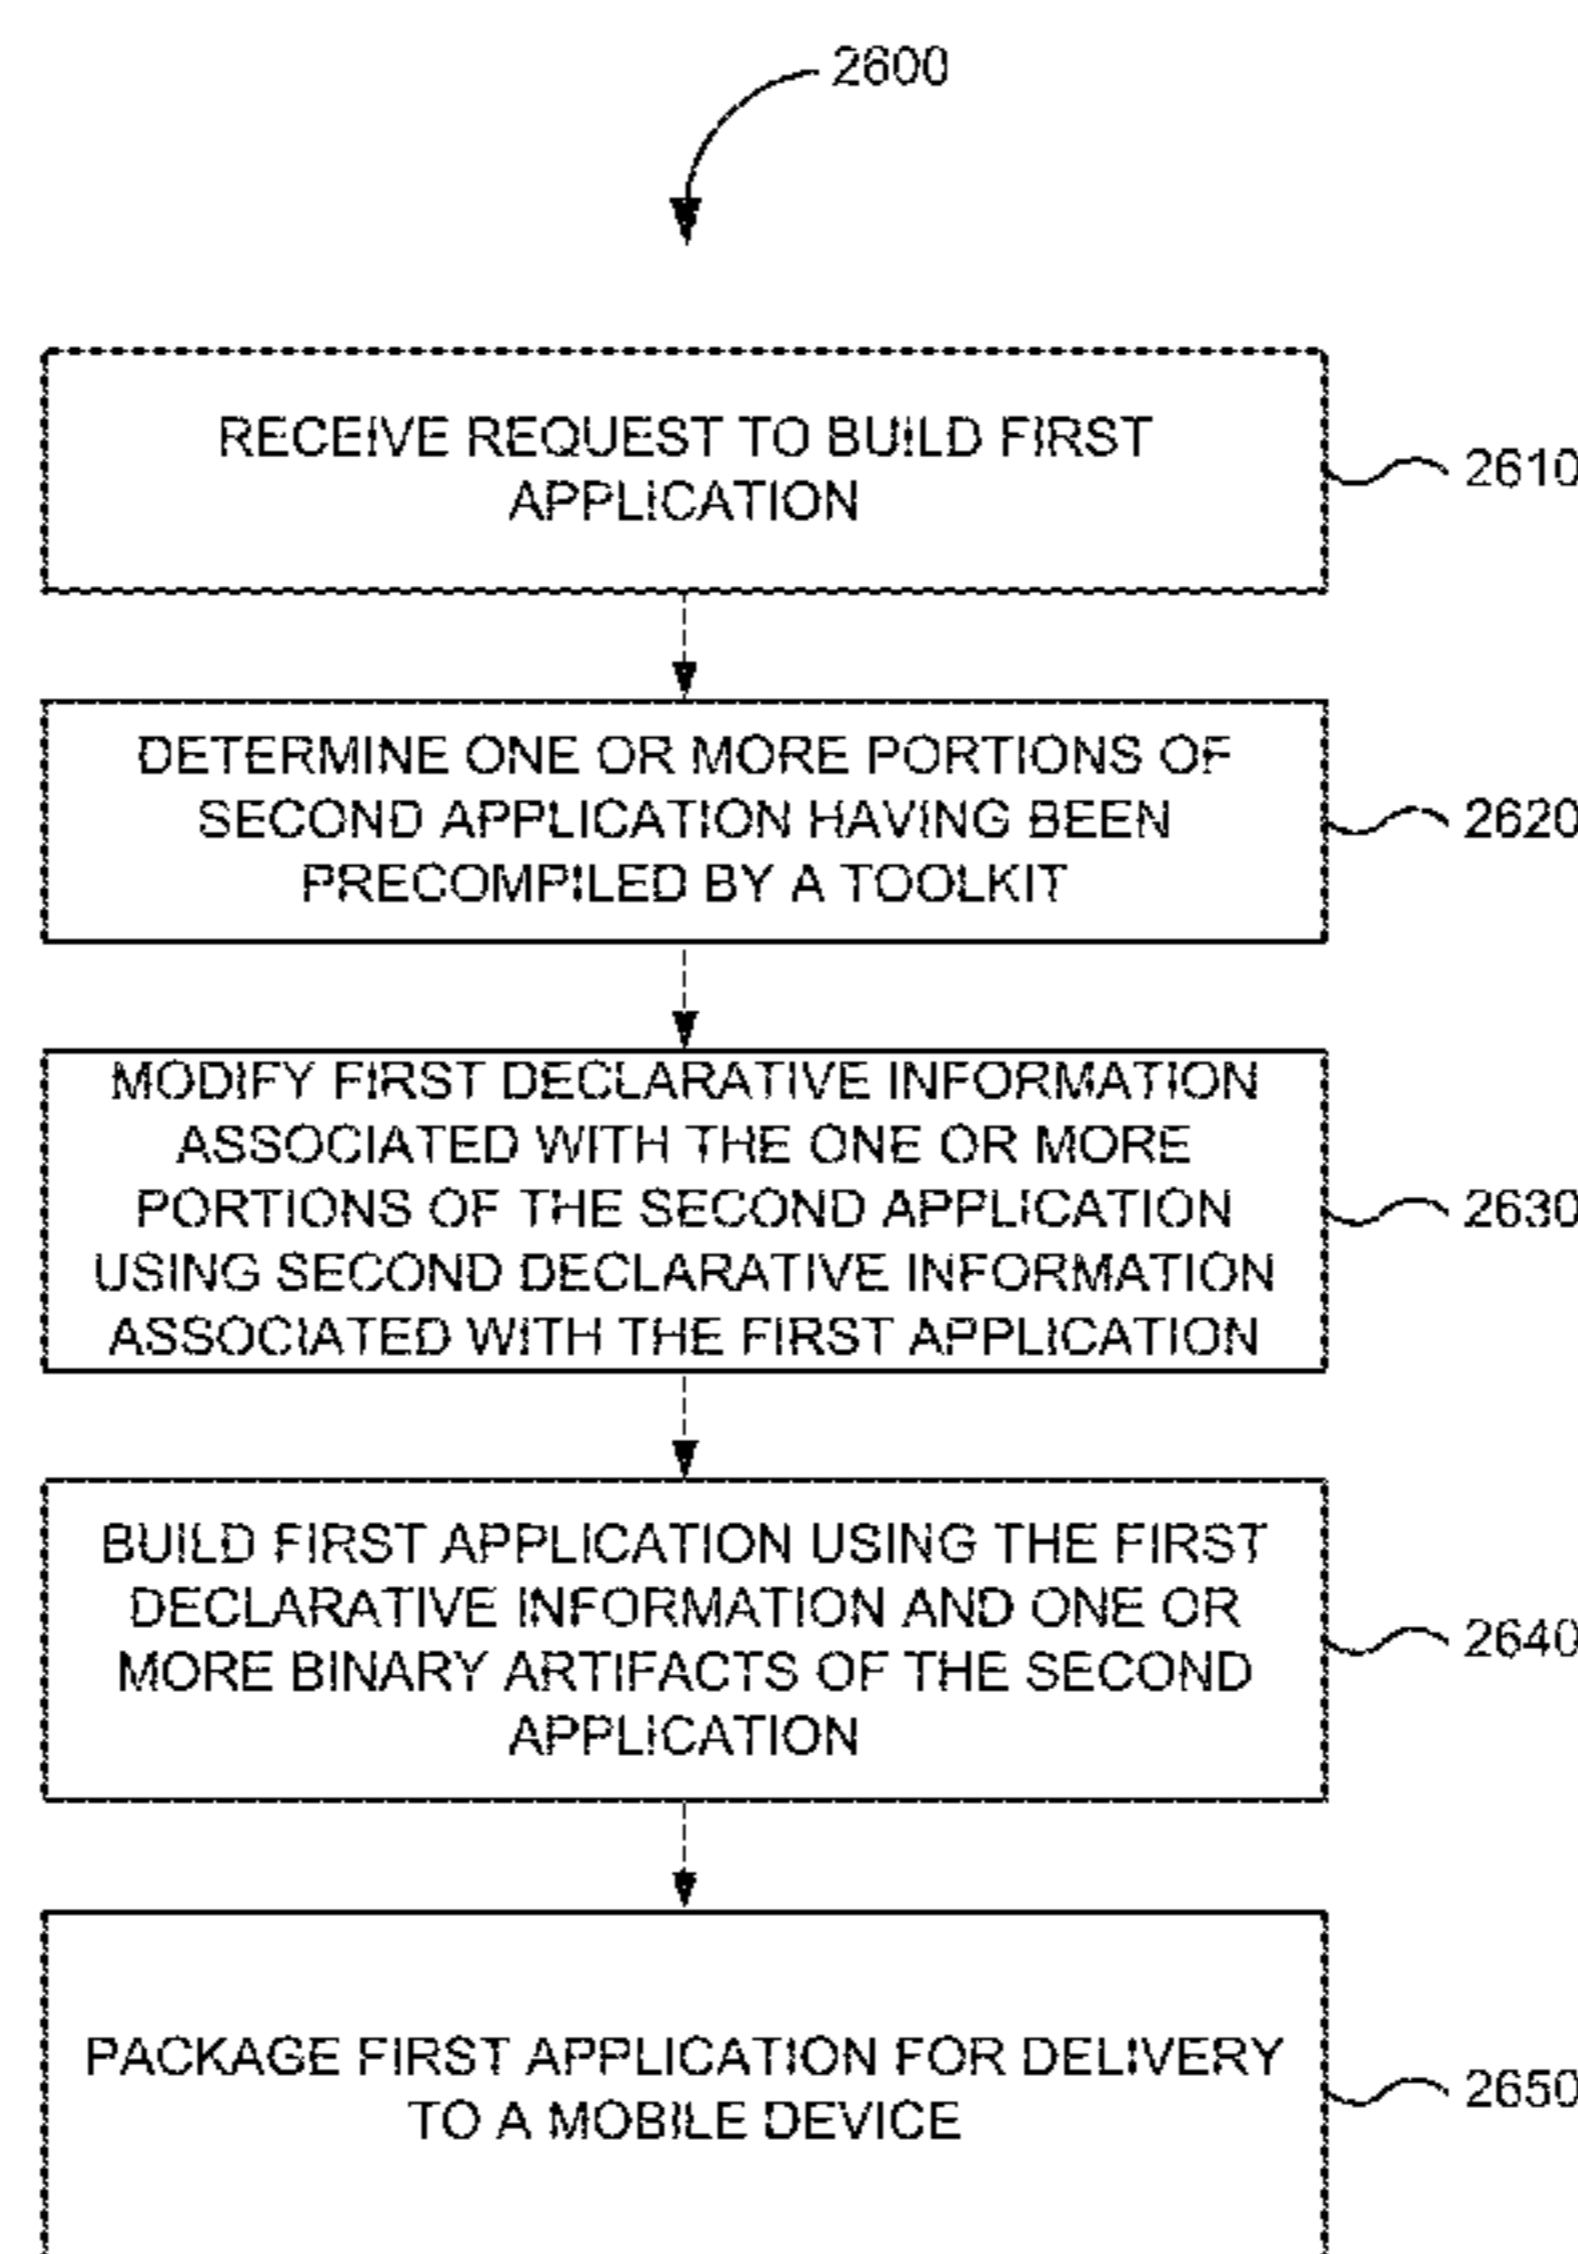 2600
RECEIVE REQUEST TO BUILD FIRST
APPLICATION
2610
DETERMINE ONE OR MORE PORTIONS OF
SECOND APPLICATION HAVING BEEN
PRECOMPILED BY A TOOLKIT
2620
MODIFY FIRST DECLARATIVE INFORMATION
ASSOCIATED WITH THE ONE OR MORE
PORTIONS OF THE SECOND APPLICATION
USING SECOND DECLARATIVE INFORMATION
ASSOCIATED WITH THE FIRST APPLICATION
2630
BUILD FIRST APPLICATION USING THE FIRST
DECLARATIVE INFORMATION AND ONE OR
MORE BINARY ARTIFACTS OF THE SECOND
APPLICATION
2640
PACKAGE FIRST APPLICATION FOR DELIVERY
TO A MOBILE DEVICE
2650